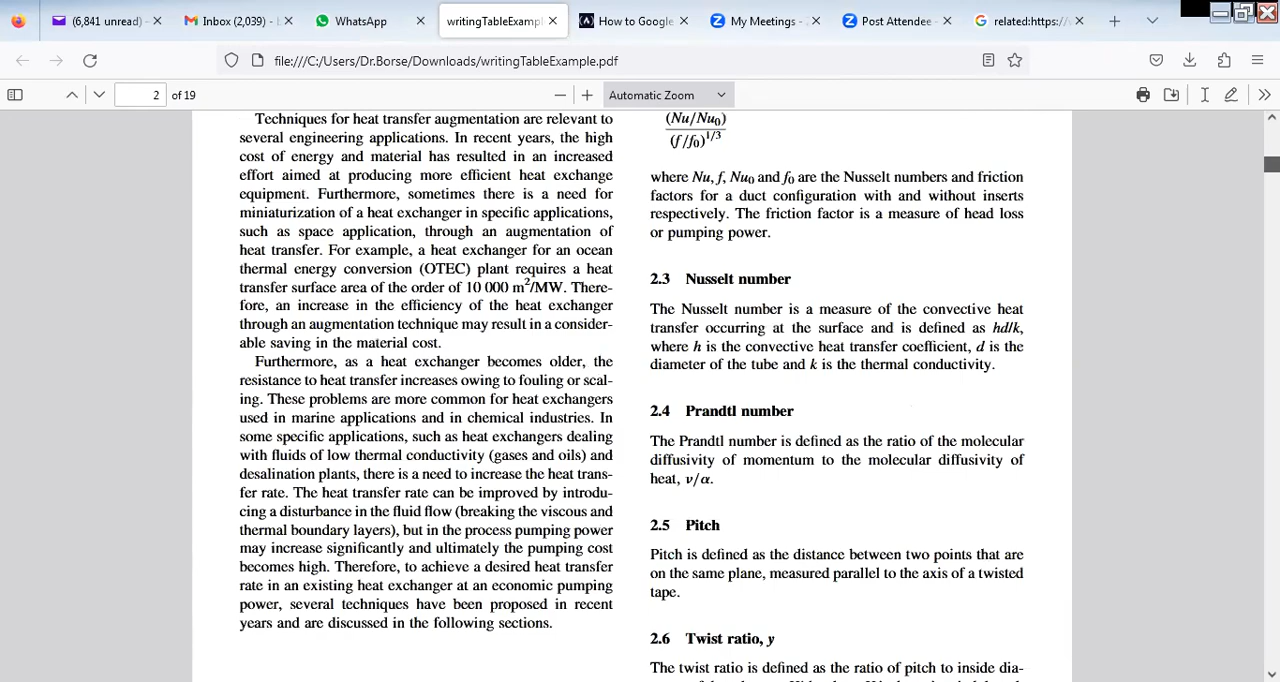 (6,841 unread) -
Inbox (2,039) -
WhatsApp
writingTableExampl
How to Google
My Meetings -
Post Attendee -
related:https://
file:///C:/Users/Dr.Borse/Downloads/writingTableExample.pdf
2 of 19
Automatic Zoom
Techniques for heat transfer augmentation are relevant to
several engineering applications. In recent years, the high
cost of energy and material has resulted in an increased
effort aimed at producing more efficient heat exchange
equipment. Furthermore, sometimes there is a need for
miniaturization of a heat exchanger in specific applications,
such as space application, through an augmentation of
heat transfer. For example, a heat exchanger for an ocean
thermal energy conversion (OTEC) plant requires a heat
transfer surface area of the order of 10 000 m²/MW. There-
fore, an increase in the efficiency of the heat exchanger
through an augmentation technique may result in a consider-
able saving in the material cost.
Furthermore, as a heat exchanger becomes older, the
resistance to heat transfer increases owing to fouling or scal-
ing. These problems are more common for heat exchangers
used in marine applications and in chemical industries. In
some specific applications, such as heat exchangers dealing
with fluids of low thermal conductivity (gases and oils) and
desalination plants, there is a need to increase the heat trans-
fer rate. The heat transfer rate can be improved by introdu-
cing a disturbance in the fluid flow (breaking the viscous and
thermal boundary layers), but in the process pumping power
may increase significantly and ultimately the pumping cost
becomes high. Therefore, to achieve a desired heat transfer
rate in an existing heat exchanger at an economic pumping
power, several techniques have been proposed in recent
years and are discussed in the following sections.
(Nu/Nu₀)
(f/f₀)^1/3
where Nu, f, Nu₀ and f₀ are the Nusselt numbers and friction
factors for a duct configuration with and without inserts
respectively. The friction factor is a measure of head loss
or pumping power.
2.3 Nusselt number
The Nusselt number is a measure of the convective heat
transfer occurring at the surface and is defined as hd/k,
where h is the convective heat transfer coefficient, d is the
diameter of the tube and k is the thermal conductivity.
2.4 Prandtl number
The Prandtl number is defined as the ratio of the molecular
diffusivity of momentum to the molecular diffusivity of
heat, ν/α.
2.5 Pitch
Pitch is defined as the distance between two points that are
on the same plane, measured parallel to the axis of a twisted
tape.
2.6 Twist ratio, y
The twist ratio is defined as the ratio of pitch to inside dia-